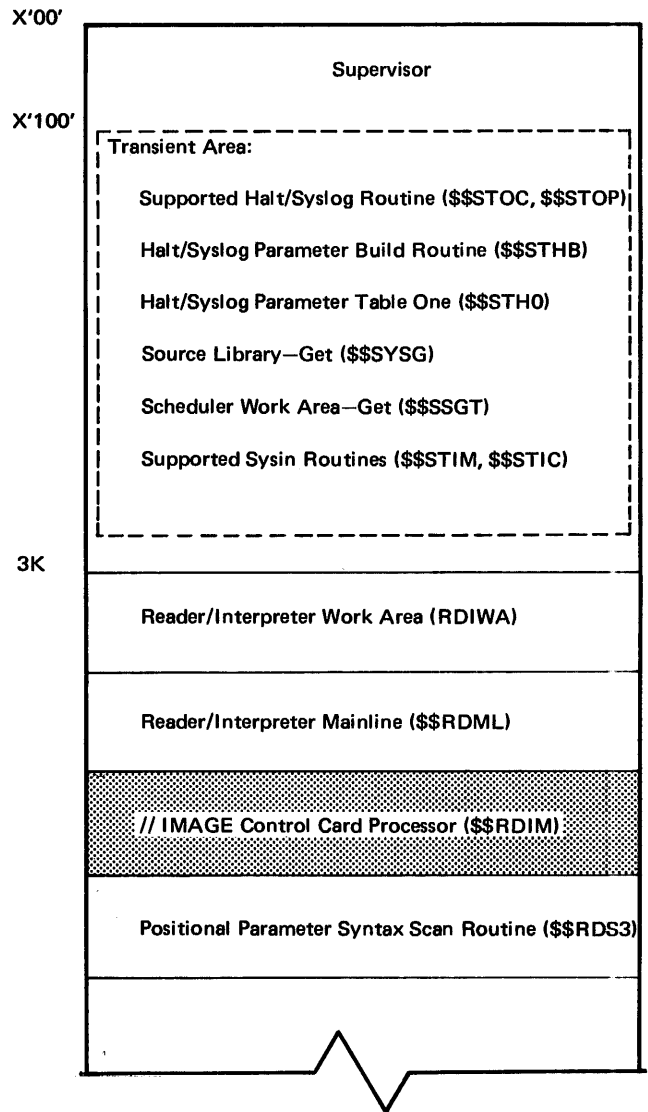 X'00'
Supervisor
X'100'
Transient Area:
Supported Halt/Syslog Routine ($$STOC, $$STOP)
Halt/Syslog Parameter Build Routine ($$STHB)
Halt/Syslog Parameter Table One ($$STH0)
Source Library—Get ($$SYSG)
Scheduler Work Area—Get ($$SSGT)
Supported Sysin Routines ($$STIM, $$STIC)
3K
Reader/Interpreter Work Area (RDIWA)
Reader/Interpreter Mainline ($$RDML)
// IMAGE Control Card Processor ($$RDIM)
Positional Parameter Syntax Scan Routine ($$RDS3)